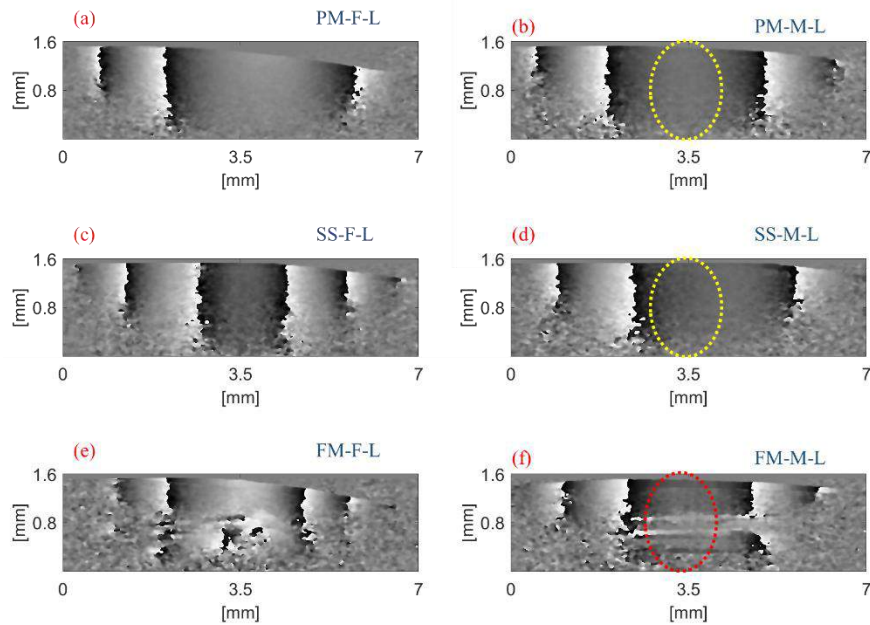 (a) PM-F-L
(b) PM-M-L
1.6
[mm]
0.8
0 3.5 7
[mm]
1.6
[mm]
0.8
0 3.5 7
[mm]
(c) SS-F-L
(d) SS-M-L
1.6
[mm]
0.8
0 3.5 7
[mm]
1.6
[mm]
0.8
0 3.5 7
[mm]
(e) FM-F-L
(f) FM-M-L
1.6
[mm]
0.8
0 3.5 7
[mm]
1.6
[mm]
0.8
0 3.5 7
[mm]